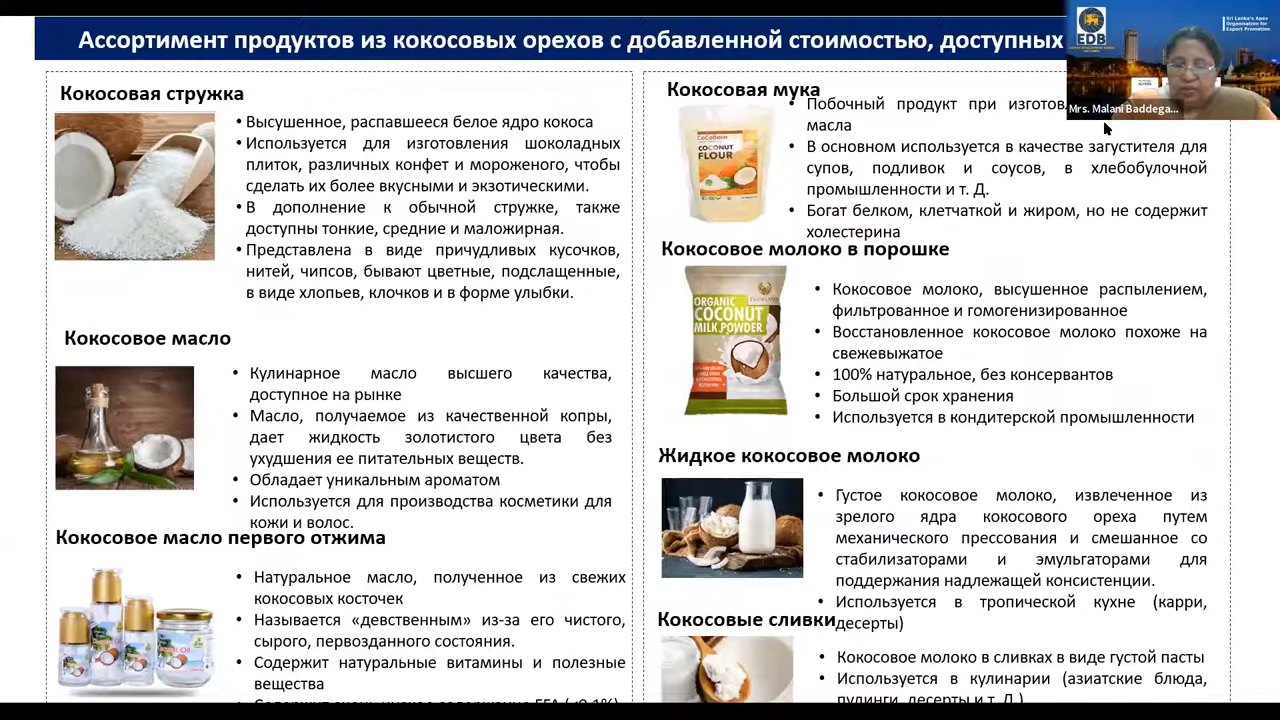 Ассортимент продуктов из кокосовых орехов с добавленной стоимостью, доступных
EDB
Sri Lanka's Apex
Organisation for
Export Promotion
Mrs. Malani Baddega...
Кокосовая стружка
• Высушенное, распавшееся белое ядро кокоса
• Используется для изготовления шоколадных
плиток, различных конфет и мороженого, чтобы
сделать их более вкусными и экзотическими.
• В дополнение к обычной стружке, также
доступны тонкие, средние и маложирная.
• Представлена в виде причудливых кусочков,
нитей, чипсов, бывают цветные, подслащенные,
в виде хлопьев, клочков и в форме улыбки.
Кокосовое масло
• Кулинарное масло высшего качества,
доступное на рынке
• Масло, получаемое из качественной копры,
дает жидкость золотистого цвета без
ухудшения ее питательных веществ.
• Обладает уникальным ароматом
• Используется для производства косметики для
кожи и волос.
Кокосовое масло первого отжима
• Натуральное масло, полученное из свежих
кокосовых косточек
• Называется «девственным» из-за его чистого,
сырого, первозданного состояния.
• Содержит натуральные витамины и полезные
вещества
Кокосовая мука
COCONUT
FLOUR
• Побочный продукт при изготов
масла
• В основном используется в качестве загустителя для
супов, подливок и соусов, в хлебобулочной
промышленности и т. Д.
• Богат белком, клетчаткой и жиром, но не содержит
холестерина
Кокосовое молоко в порошке
ORGANIC
COCONUT
MILK POWDER
• Кокосовое молоко, высушенное распылением,
фильтрованное и гомогенизированное
• Восстановленное кокосовое молоко похоже на
свежевыжатое
• 100% натуральное, без консервантов
• Большой срок хранения
• Используется в кондитерской промышленности
Жидкое кокосовое молоко
• Густое кокосовое молоко, извлеченное из
зрелого ядра кокосового ореха путем
механического прессования и смешанное со
стабилизаторами и эмульгаторами для
поддержания надлежащей консистенции.
• Используется в тропической кухне (карри,
десерты)
Кокосовые сливки
• Кокосовое молоко в сливках в виде густой пасты
• Используется в кулинарии (азиатские блюда,
пудинги, десерты и т. Д.)